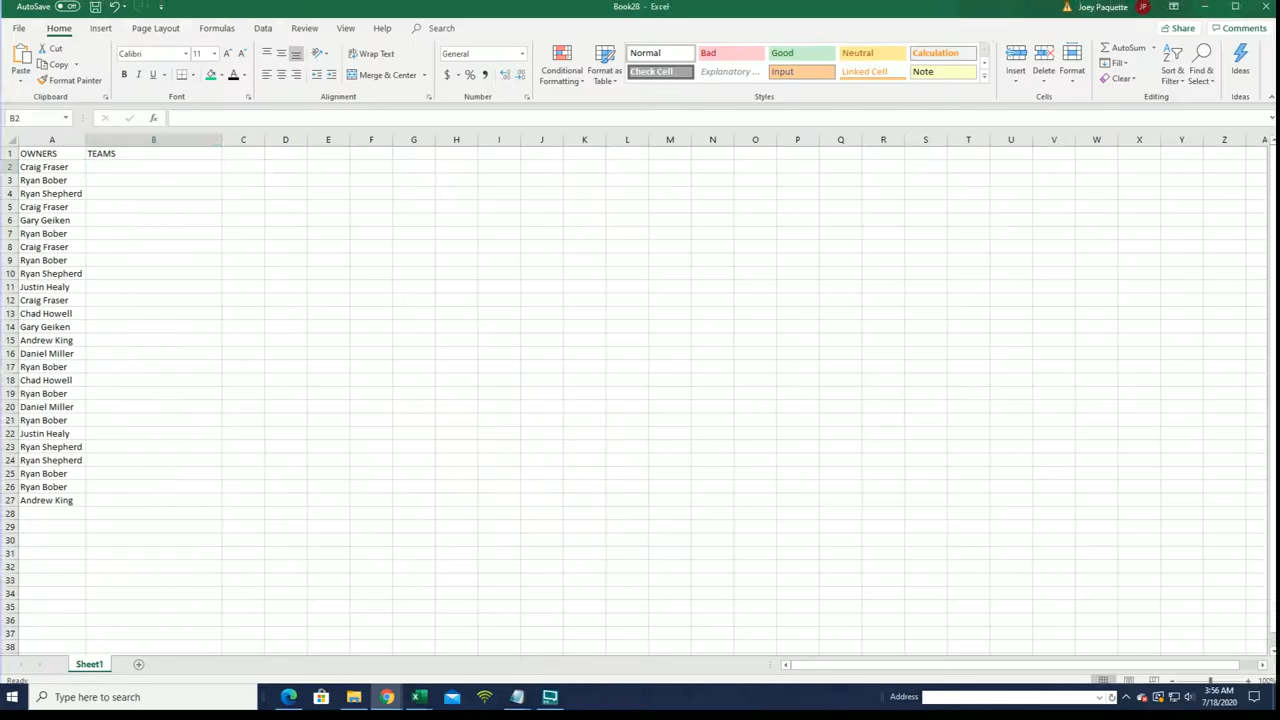 AutoSave Off Book28 - Excel Joey Paquette JP
File Home Insert Page Layout Formulas Data Review View Help Search Share Comments
Paste Cut Copy Format Painter Clipboard
Calibri 11 B I U A Font
Wrap Text Merge & Center Alignment
General $ % , Number
Conditional Formatting Format as Table Normal Bad Good Neutral Calculation
Check Cell Explanatory ... Input Linked Cell Note Styles
Insert Delete Format Cells
AutoSum Fill Clear Sort & Filter Find & Select Editing
Ideas Ideas
B2 fx
A B C D E F G H I J K L M N O P Q R S T U V W X Y Z A
1 OWNERS TEAMS
2 Craig Fraser
3 Ryan Bober
4 Ryan Shepherd
5 Craig Fraser
6 Gary Geiken
7 Ryan Bober
8 Craig Fraser
9 Ryan Bober
10 Ryan Shepherd
11 Justin Healy
12 Craig Fraser
13 Chad Howell
14 Gary Geiken
15 Andrew King
16 Daniel Miller
17 Ryan Bober
18 Chad Howell
19 Ryan Bober
20 Daniel Miller
21 Ryan Bober
22 Justin Healy
23 Ryan Shepherd
24 Ryan Shepherd
25 Ryan Bober
26 Ryan Bober
27 Andrew King
28
29
30
31
32
33
34
35
36
37
38
Sheet1
Ready 100%
Type here to search Address 3:56 AM
7/18/2020